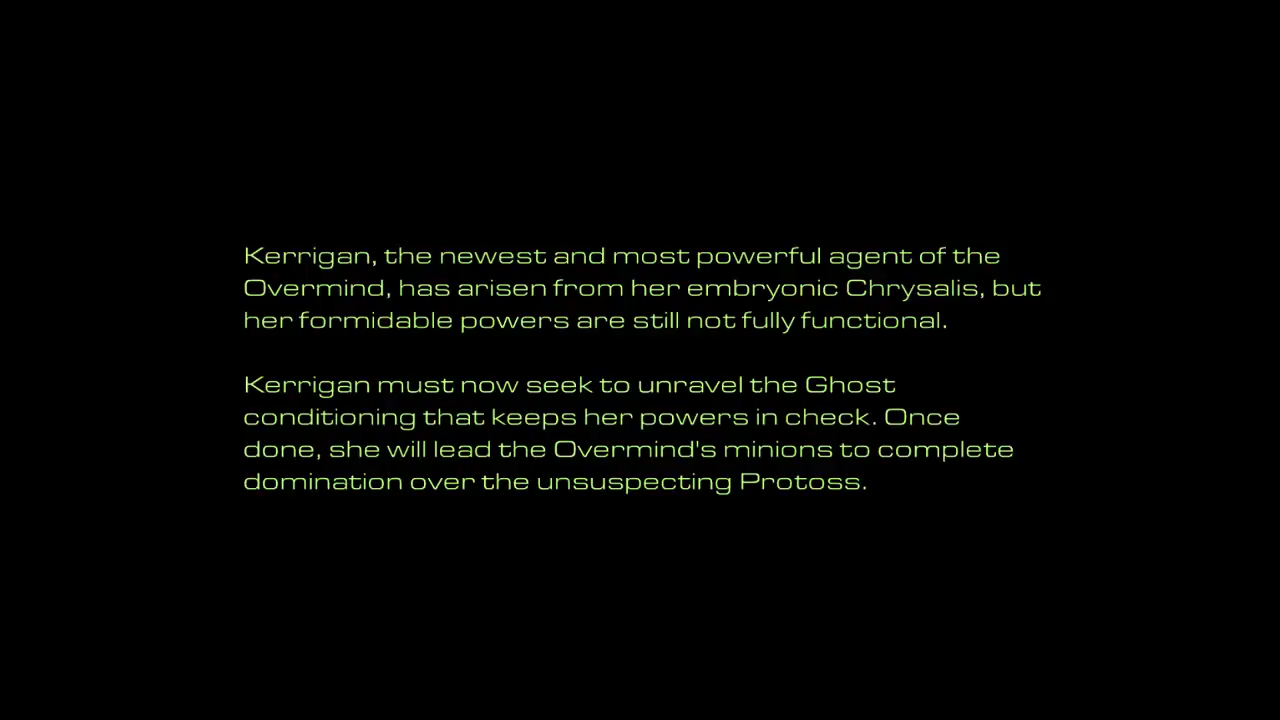 Kerrigan, the newest and most powerful agent of the
Overmind, has arisen from her embryonic Chrysalis, but
her formidable powers are still not fully functional.
Kerrigan must now seek to unravel the Ghost
conditioning that keeps her powers in check. Once
done, she will lead the Overmind's minions to complete
domination over the unsuspecting Protoss.